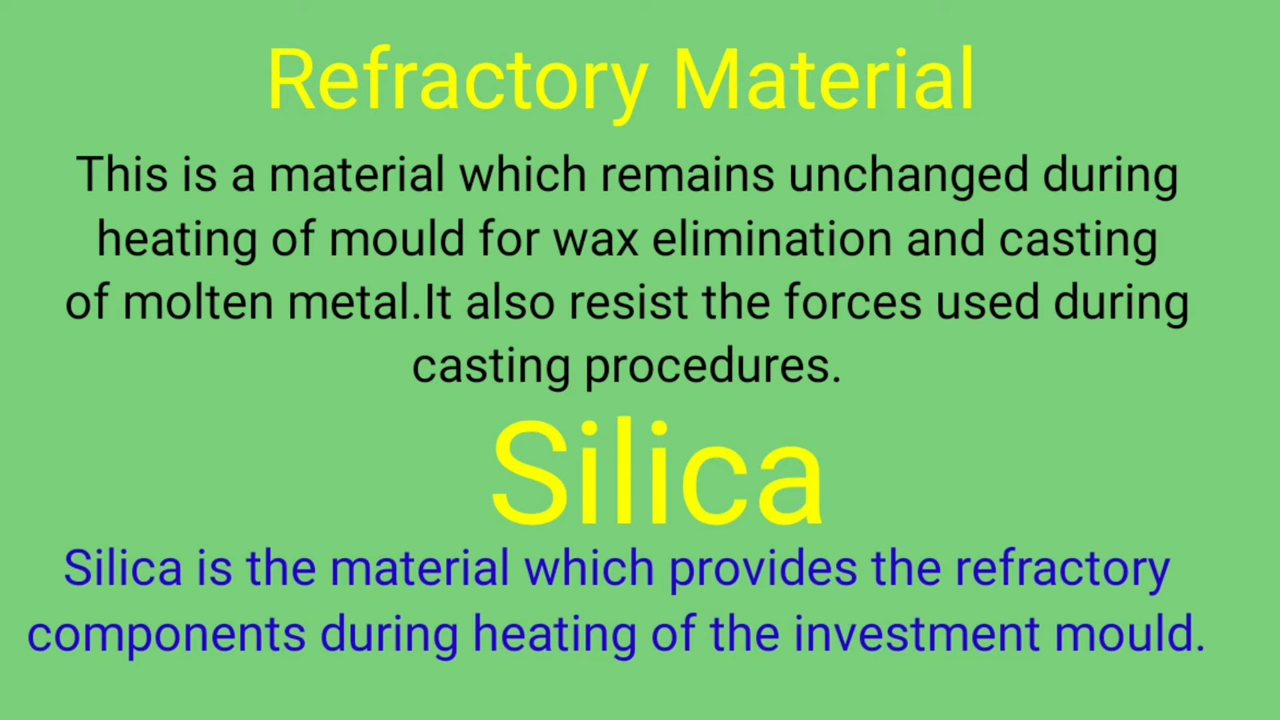 Refractory Material
This is a material which remains unchanged during
heating of mould for wax elimination and casting
of molten metal.It also resist the forces used during
casting procedures.
Silica
Silica is the material which provides the refractory
components during heating of the investment mould.